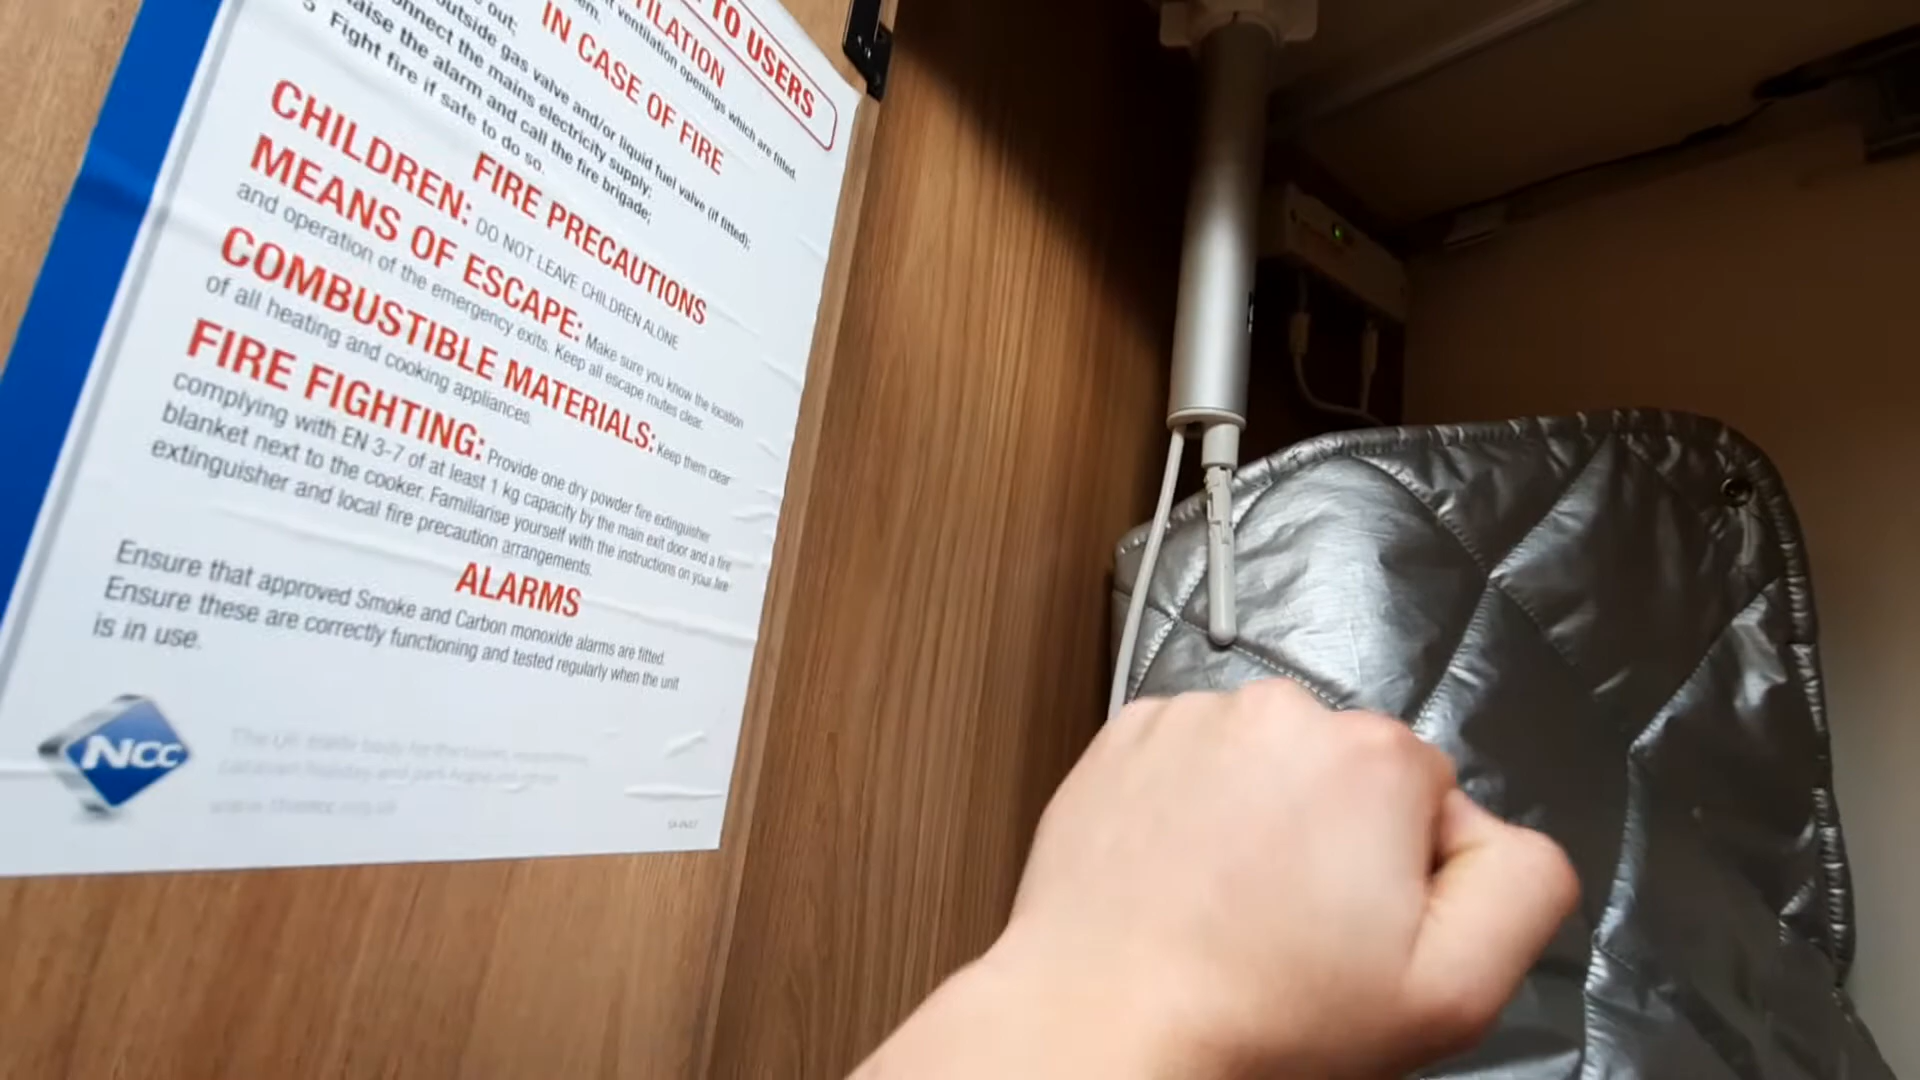 TO USERS
ILATION
t ventilation openings which are fitted.
em.
IN CASE OF FIRE
e out;
outside gas valve and/or liquid fuel valve (if fitted);
onnect the mains electricity supply;
aise the alarm and call the fire brigade;
5 Fight fire if safe to do so.
FIRE PRECAUTIONS
CHILDREN: DO NOT LEAVE CHILDREN ALONE
MEANS OF ESCAPE: Make sure you know the location
and operation of the emergency exits. Keep all escape routes clear.
COMBUSTIBLE MATERIALS: Keep them clear
of all heating and cooking appliances.
FIRE FIGHTING: Provide one dry powder fire extinguisher
complying with EN 3-7 of at least 1 kg capacity by the main exit door and a fire
blanket next to the cooker. Familiarise yourself with the instructions on your fire
extinguisher and local fire precaution arrangements.
ALARMS
Ensure that approved Smoke and Carbon monoxide alarms are fitted.
Ensure these are correctly functioning and tested regularly when the unit
is in use.
NCC